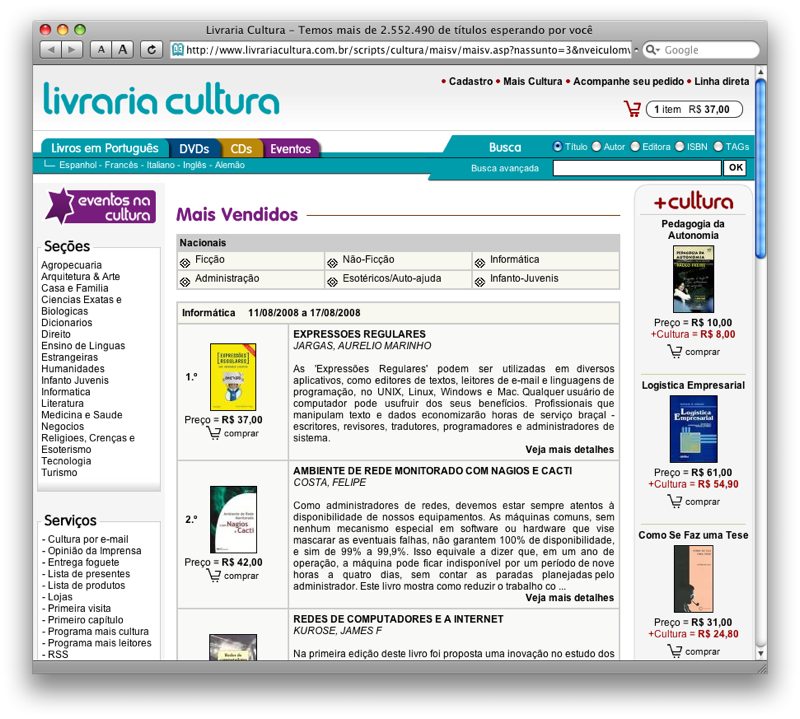 Livraria Cultura - Temos mais de 2.552.490 de títulos esperando por você
A A http://www.livrariacultura.com.br/scripts/cultura/maisv/maisv.asp?nassunto=3&nveiculom Google
• Cadastro • Mais Cultura • Acompanhe seu pedido • Linha direta
livraria cultura
1 item R$ 37,00
Livros em Português DVDs CDs Eventos
Busca Título Autor Editora ISBN TAGs
Espanhol - Francês - Italiano - Inglês - Alemão
Busca avançada OK
eventos na
cultura
Seções
Agropecuaria
Arquitetura & Arte
Casa e Familia
Ciencias Exatas e
Biologicas
Dicionarios
Direito
Ensino de Linguas
Estrangeiras
Humanidades
Infanto Juvenis
Informatica
Literatura
Medicina e Saude
Negocios
Religioes, Crenças e
Esoterismo
Tecnologia
Turismo
Serviços
- Cultura por e-mail
- Opinião da Imprensa
- Entrega foguete
- Lista de presentes
- Lista de produtos
- Lojas
- Primeira visita
- Primeiro capítulo
- Programa mais cultura
- Programa mais leitores
- RSS
Mais Vendidos
Nacionais
Ficção Não-Ficção Informática
Administração Esotéricos/Auto-ajuda Infanto-Juvenil
Informática 11/08/2008 a 17/08/2008
1.º
EXPRESSÕES
REGULARES
Preço = R$ 37,00
comprar
EXPRESSOES REGULARES
JARGAS, AURELIO MARINHO
As 'Expressões Regulares' podem ser utilizadas em diversos
aplicativos, como editores de textos, leitores de e-mail e linguagens de
programação, no UNIX, Linux, Windows e Mac. Qualquer usuário de
computador pode usufruir dos seus benefícios. Profissionais que
manipulam texto e dados economizarão horas de serviço braçal -
escritores, revisores, tradutores, programadores e administradores de
sistema.
Veja mais detalhes
2.º
Nagios e
Cacti
Preço = R$ 42,00
comprar
AMBIENTE DE REDE MONITORADO COM NAGIOS E CACTI
COSTA, FELIPE
Como administradores de redes, devemos estar sempre atentos à
disponibilidade de nossos equipamentos. As máquinas comuns, sem
nenhum mecanismo especial em software ou hardware que vise
mascarar as eventuais falhas, não garantem 100% de disponibilidade,
e sim de 99% a 99,9%. Isso equivale a dizer que, em um ano de
operação, a máquina pode ficar indisponível por um período de nove
horas a quatro dias, sem contar as paradas planejadas pelo
administrador. Este livro mostra como reduzir o trabalho co ...
Veja mais detalhes
REDES DE COMPUTADORES E A INTERNET
KUROSE, JAMES F
Na primeira edição deste livro foi proposta uma inovação no estudo dos
+cultura
Pedagogia da
Autonomia
PEDAGOGIA DA
AUTONOMIA
PAULO FREIRE
Preço = R$ 10,00
+Cultura = R$ 8,00
comprar
Logistica Empresarial
Logística
Empresarial
Preço = R$ 61,00
+Cultura = R$ 54,90
comprar
Como Se Faz uma Tese
Preço = R$ 31,00
+Cultura = R$ 24,80
comprar